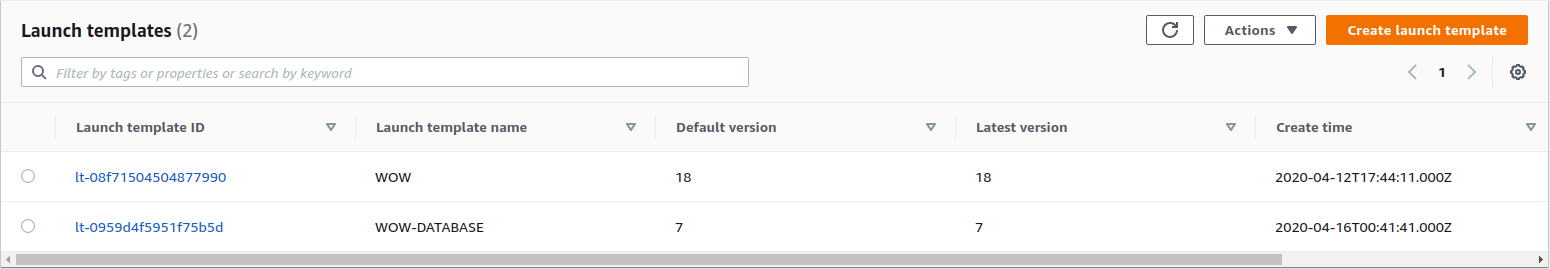 Launch templates (2)
Actions
Create launch template
Filter by tags or properties or search by keyword
1
Launch template ID Launch template name Default version Latest version Create time
lt-08f71504504877990 WOW 18 18 2020-04-12T17:44:11.000Z
lt-0959d4f5951f75b5d WOW-DATABASE 7 7 2020-04-16T00:41:41.000Z